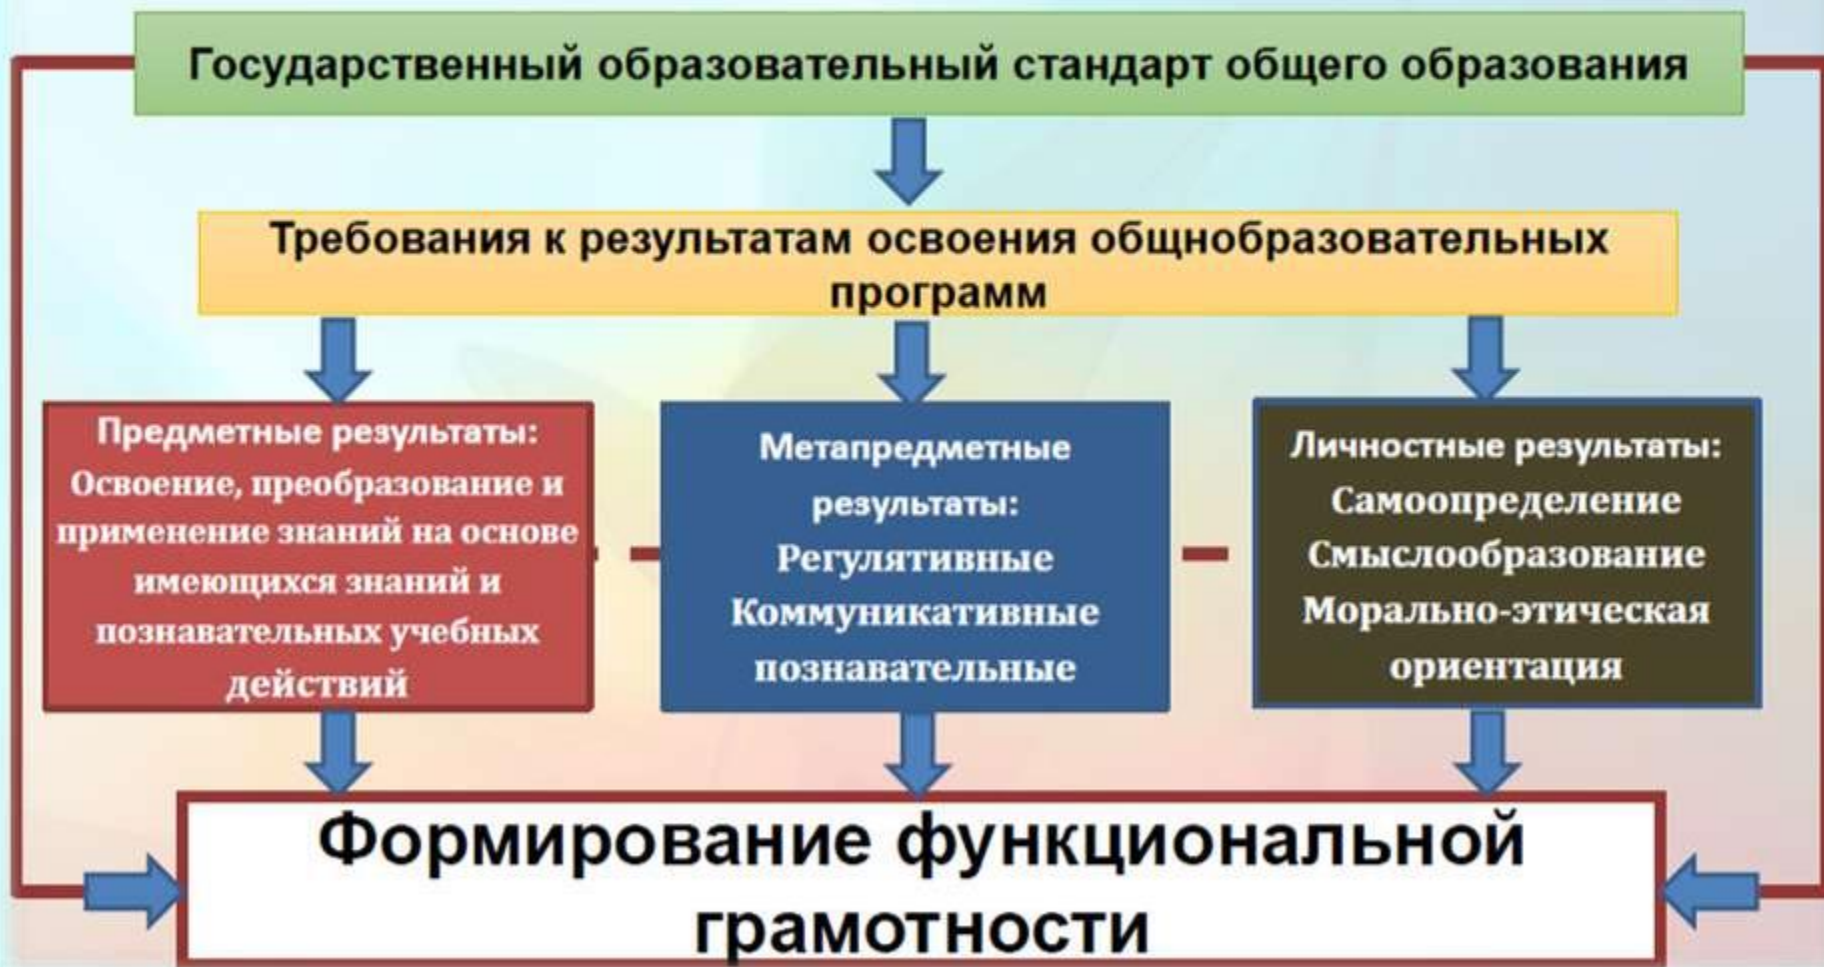 Государственный образовательный стандарт общего образования
Требования к результатам освоения общнобразовательных
программ
Предметные результаты:
Освоение, преобразование и
применение знаний на основе
имеющихся знаний и
познавательных учебных
действий
Метапредметные
результаты:
Регулятивные
Коммуникативные
познавательные
Личностные результаты:
Самоопределение
Смыслообразование
Морально-этическая
ориентация
Формирование функциональной
грамотности